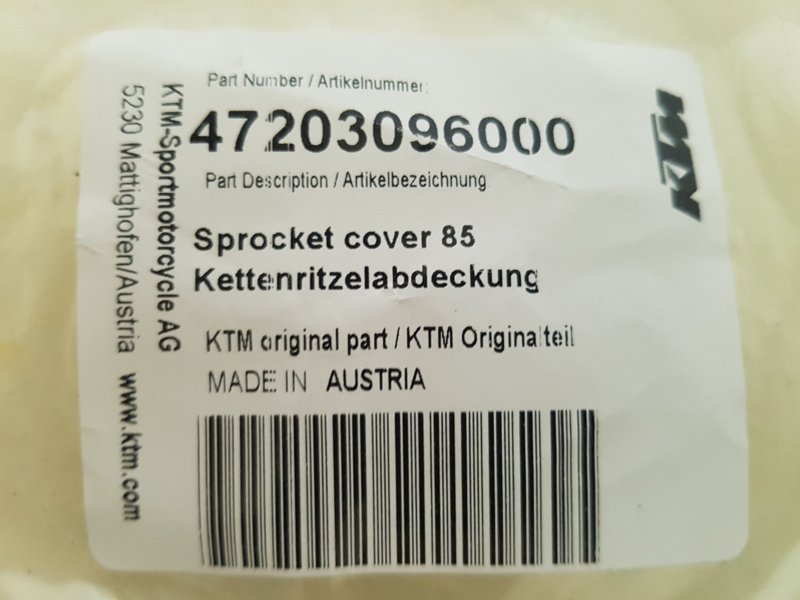 Part Number / Artikelnummer:
47203096000
Part Description / Artikelbezeichnung
Sprocket cover 85
Kettenritzelabdeckung
KTM original part / KTM Originalteil
MADE IN AUSTRIA
KTM-Sportmotorcycle AG
5230 Mattighofen/Austria www.ktm.com
KTM